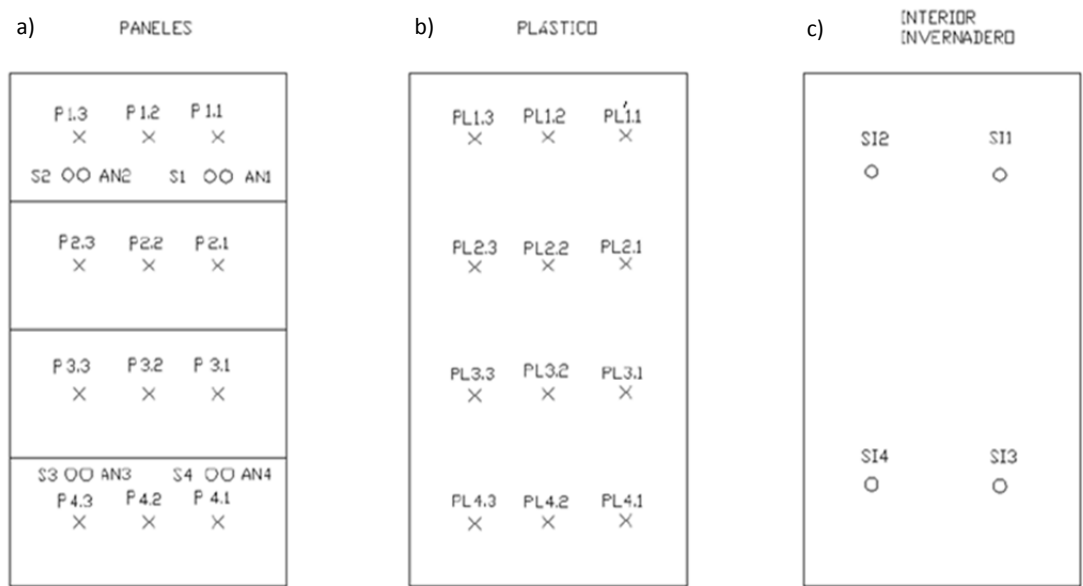 a) PANELES
P1.3 P1.2 P1.1
S2 AN2 S1 AN1
P2.3 P2.2 P2.1
P3.3 P3.2 P3.1
S3 AN3 S4 AN4
P4.3 P4.2 P4.1
b) PLÁSTICO
PL1.3 PL1.2 PL1.1
PL2.3 PL2.2 PL2.1
PL3.3 PL3.2 PL3.1
PL4.3 PL4.2 PL4.1
c) INTERIOR
INVERNADERO
SI2 SI1
SI4 SI3